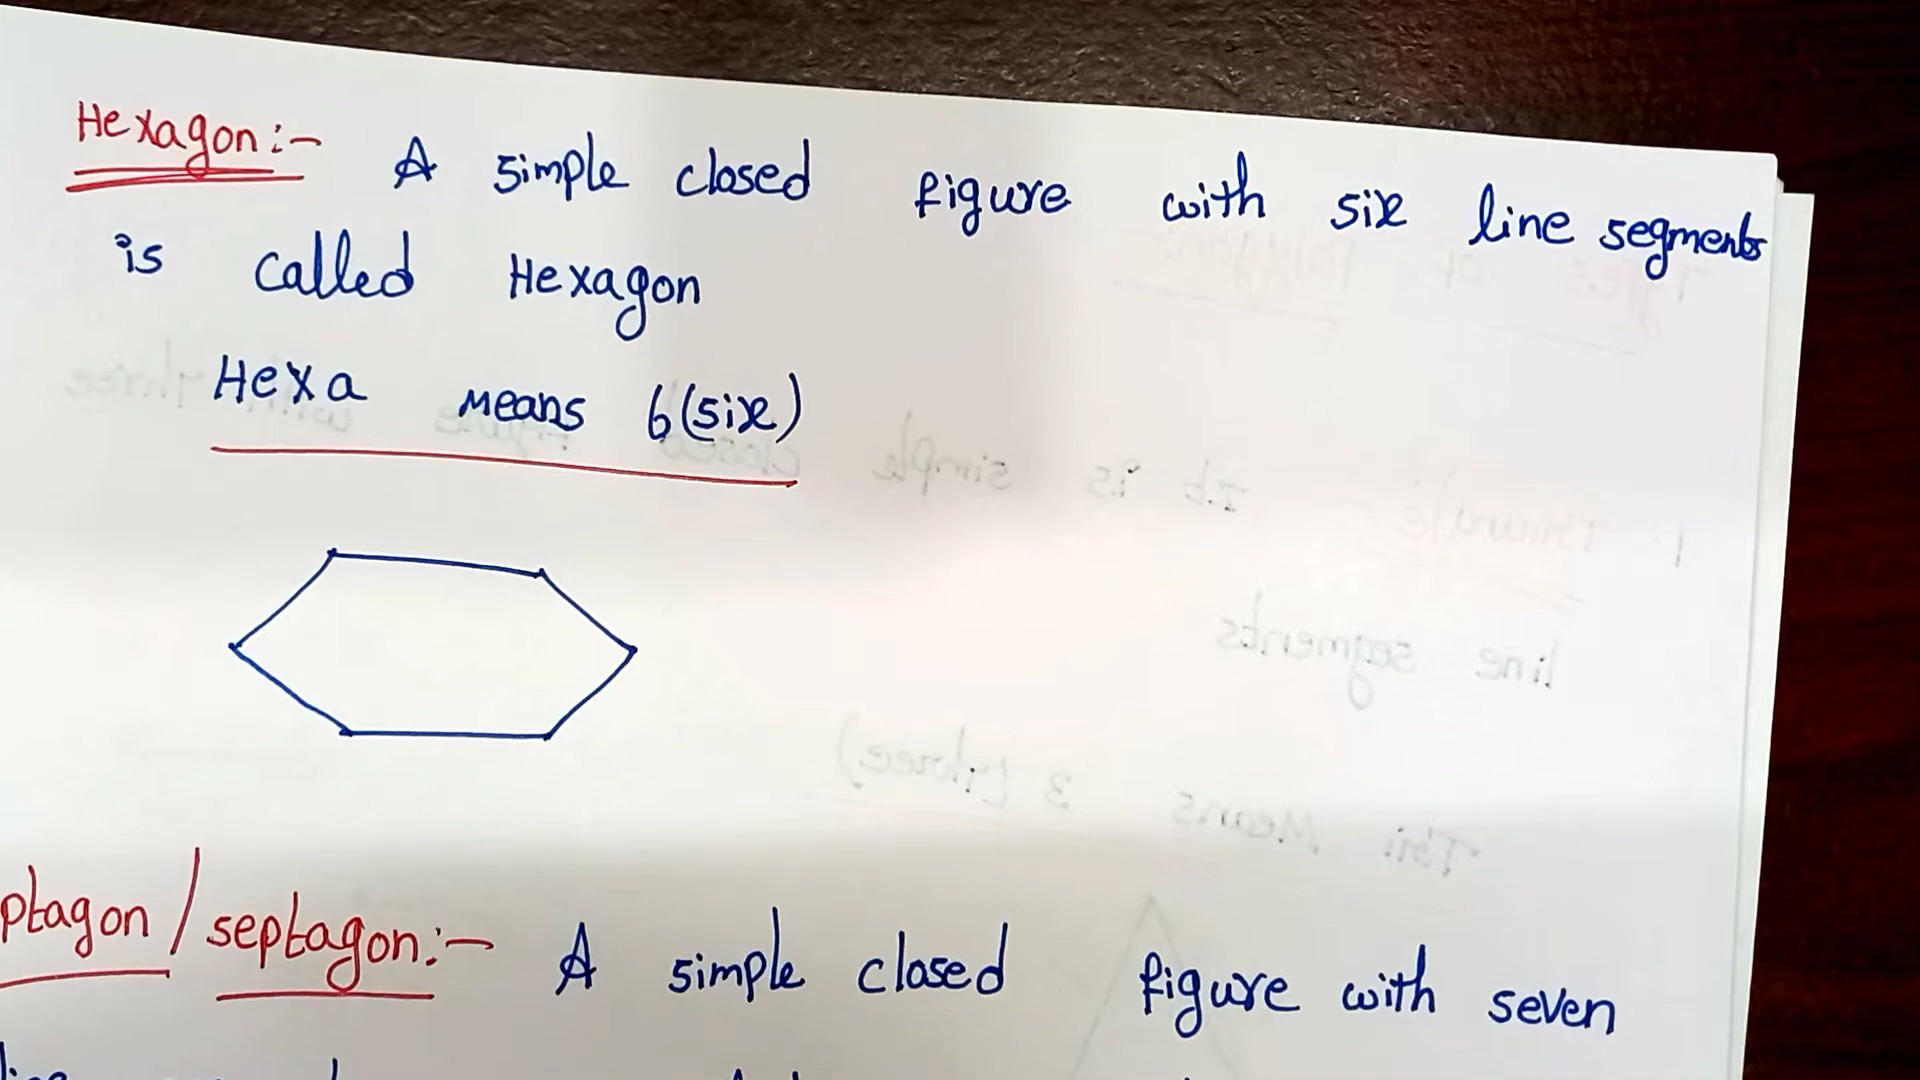 Hexagon:- A simple closed figure with six line segments
is called Hexagon
Hexa means 6(six)
ptagon / septagon:- A simple closed figure with seven